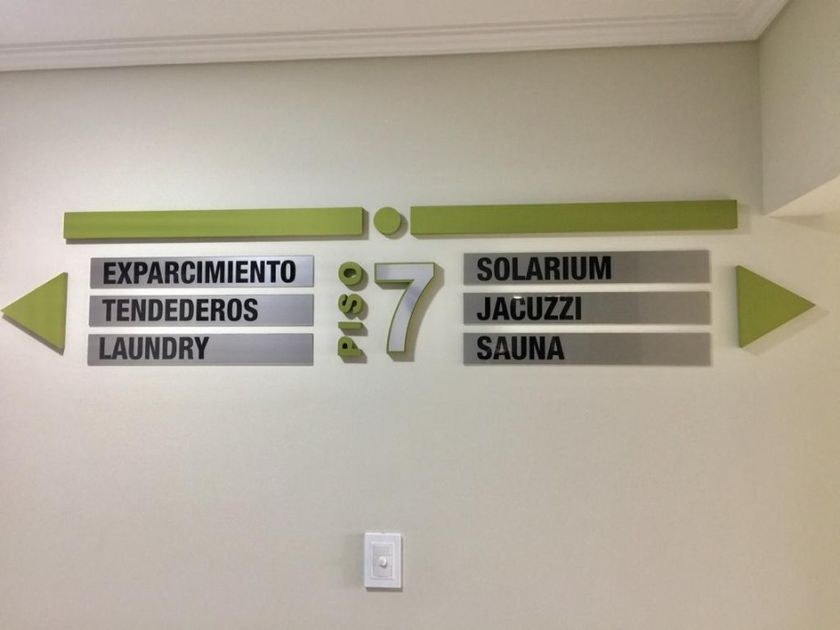 EXPARCIMIENTO
TENDEDEROS
LAUNDRY
PISO
7
SOLARIUM
JACUZZI
SAUNA